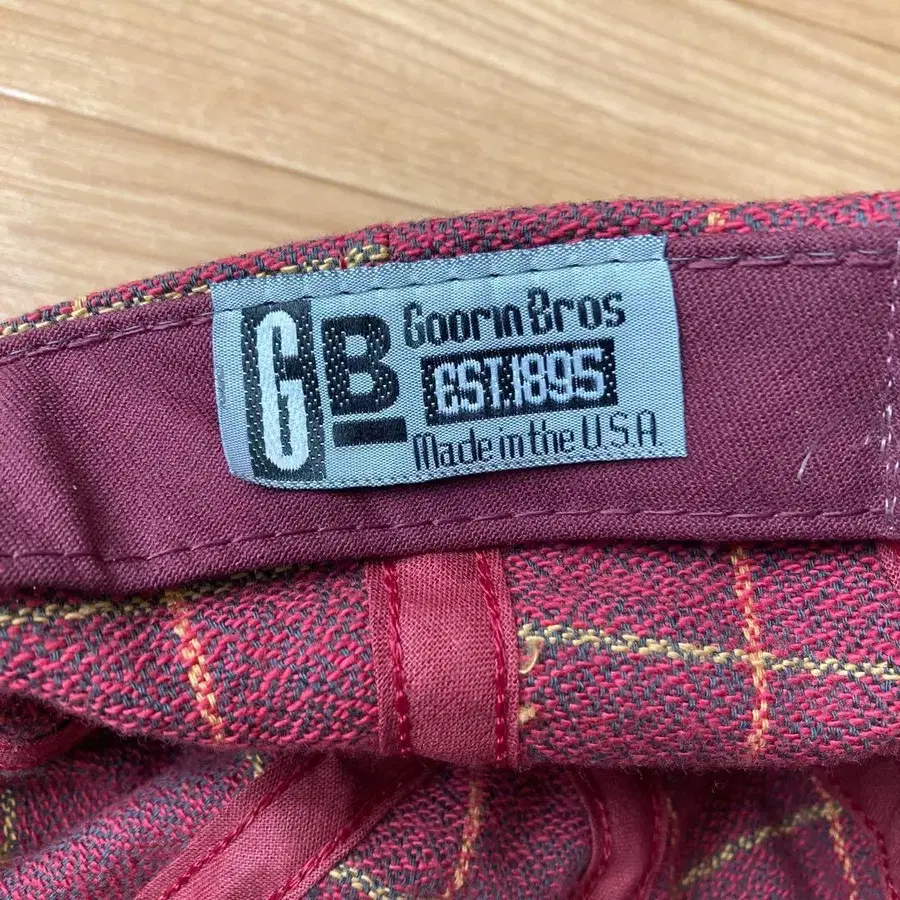 GB
Goorin Bros
EST.1895
Made in the U.S.A.